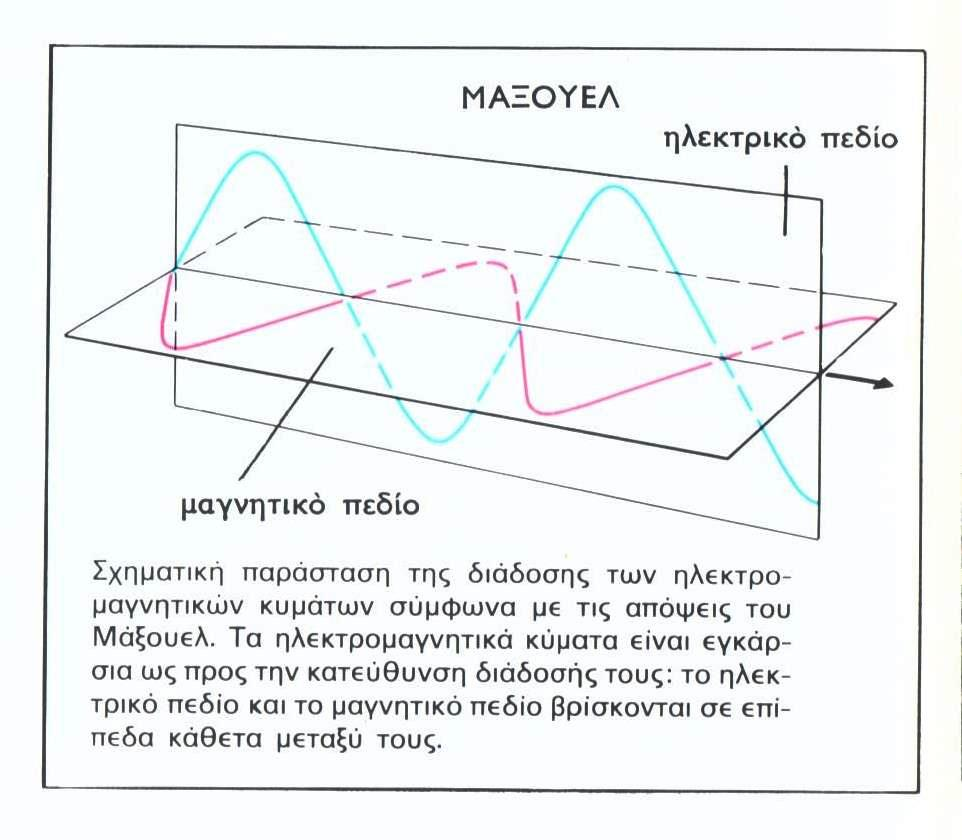 ΜΑΞΟΥΕΛ
ηλεκτρικὸ πεδίο
μαγνητικὸ πεδίο
Σχηματική παράσταση της διάδοσης των ηλεκτρο-
μαγνητικών κυμάτων σύμφωνα με τις απόψεις του
Μάξουελ. Τα ηλεκτρομαγνητικά κύματα είναι εγκάρ-
σια ως προς την κατεύθυνση διάδοσής τους: το ηλεκ-
τρικό πεδίο και το μαγνητικό πεδίο βρίσκονται σε επί-
πεδα κάθετα μεταξύ τους.